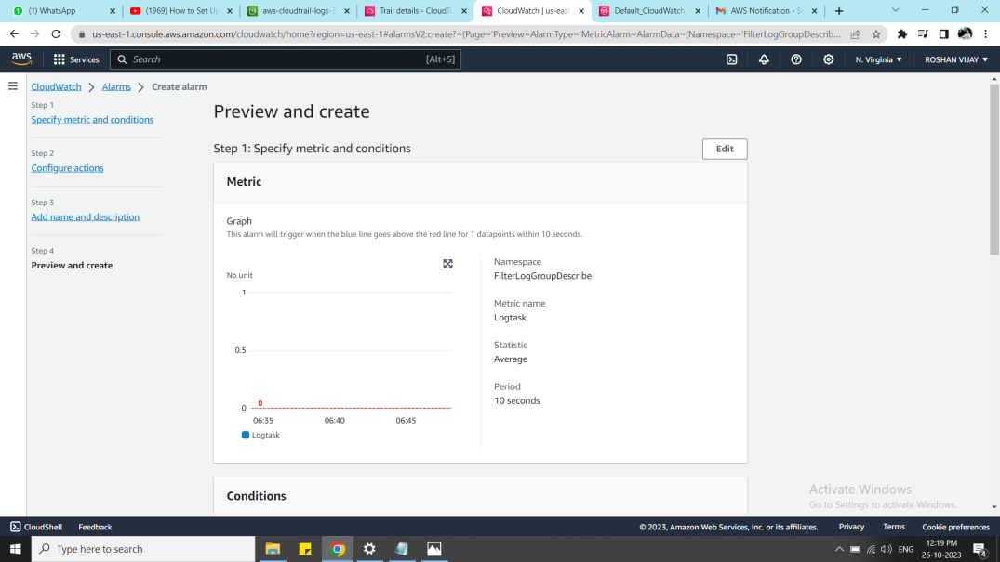 (1) WhatsApp
(1969) How to Set Up
aws-cloudtrail-logs-3
Trail details - CloudTr
CloudWatch | us-east
Default_CloudWatch_
AWS Notification - S
us-east-1.console.aws.amazon.com/cloudwatch/home?region=us-east-1#alarmsV2:create?~(Page~'Preview~AlarmType~'MetricAlarm~AlarmData~(Namespace~'FilterLogGroupDescrib...
aws
Services
Search
[Alt+S]
N. Virginia
ROSHAN VIJAY
CloudWatch
Alarms
Create alarm
Step 1
Specify metric and conditions
Step 2
Configure actions
Step 3
Add name and description
Step 4
Preview and create
Preview and create
Step 1: Specify metric and conditions
Edit
Metric
Graph
This alarm will trigger when the blue line goes above the red line for 1 datapoints within 10 seconds.
No unit
1
0.5
0
0
06:35
06:40
06:45
Logtask
Namespace
FilterLogGroupDescribe
Metric name
Logtask
Statistic
Average
Period
10 seconds
Conditions
Activate Windows
Go to Settings to activate Windows.
CloudShell
Feedback
© 2023, Amazon Web Services, Inc. or its affiliates.
Privacy
Terms
Cookie preferences
Type here to search
ENG
12:19 PM
26-10-2023
4